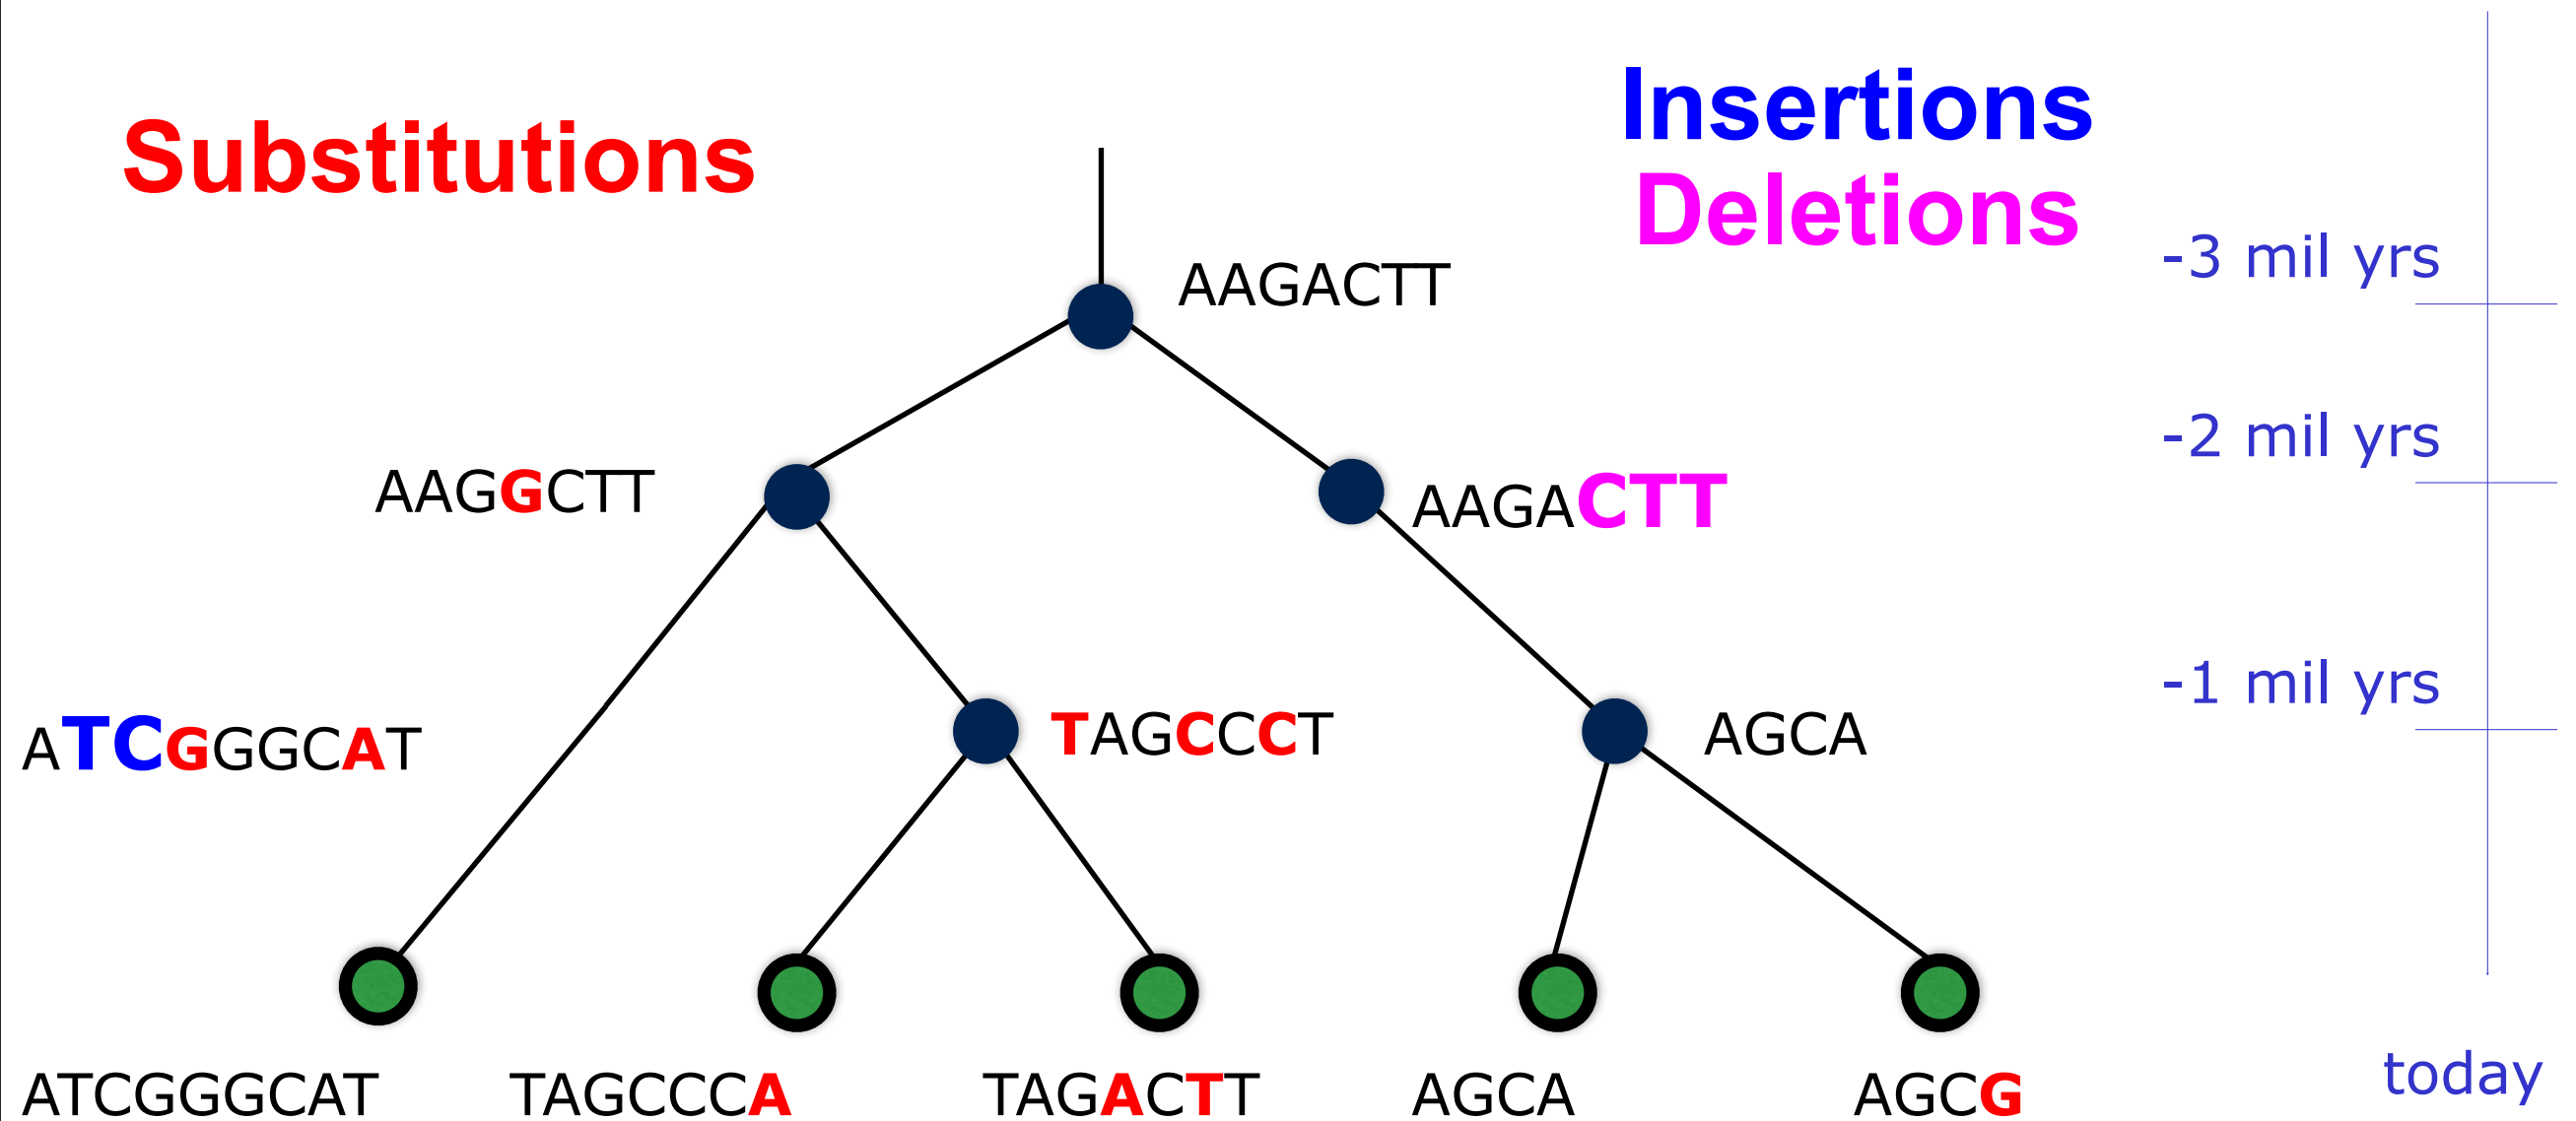 Substitutions
Insertions
Deletions
-3 mil yrs
AAGACTT
-2 mil yrs
AAGGCTT
AAGACTT
-1 mil yrs
ATCGGGCAT
TAGCCCT
AGCA
today
ATCGGGCAT
TAGCCCA
TAGACTT
AGCA
AGCG